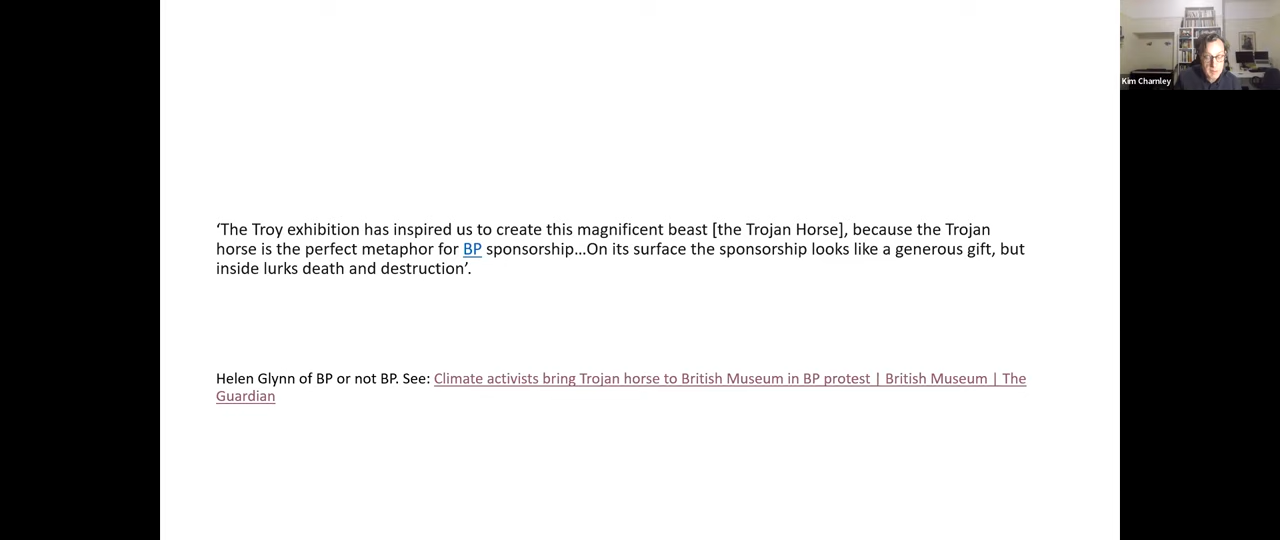 Kim Charnley
‘The Troy exhibition has inspired us to create this magnificent beast [the Trojan Horse], because the Trojan
horse is the perfect metaphor for BP sponsorship...On its surface the sponsorship looks like a generous gift, but
inside lurks death and destruction’.
Helen Glynn of BP or not BP. See: Climate activists bring Trojan horse to British Museum in BP protest | British Museum | The
Guardian